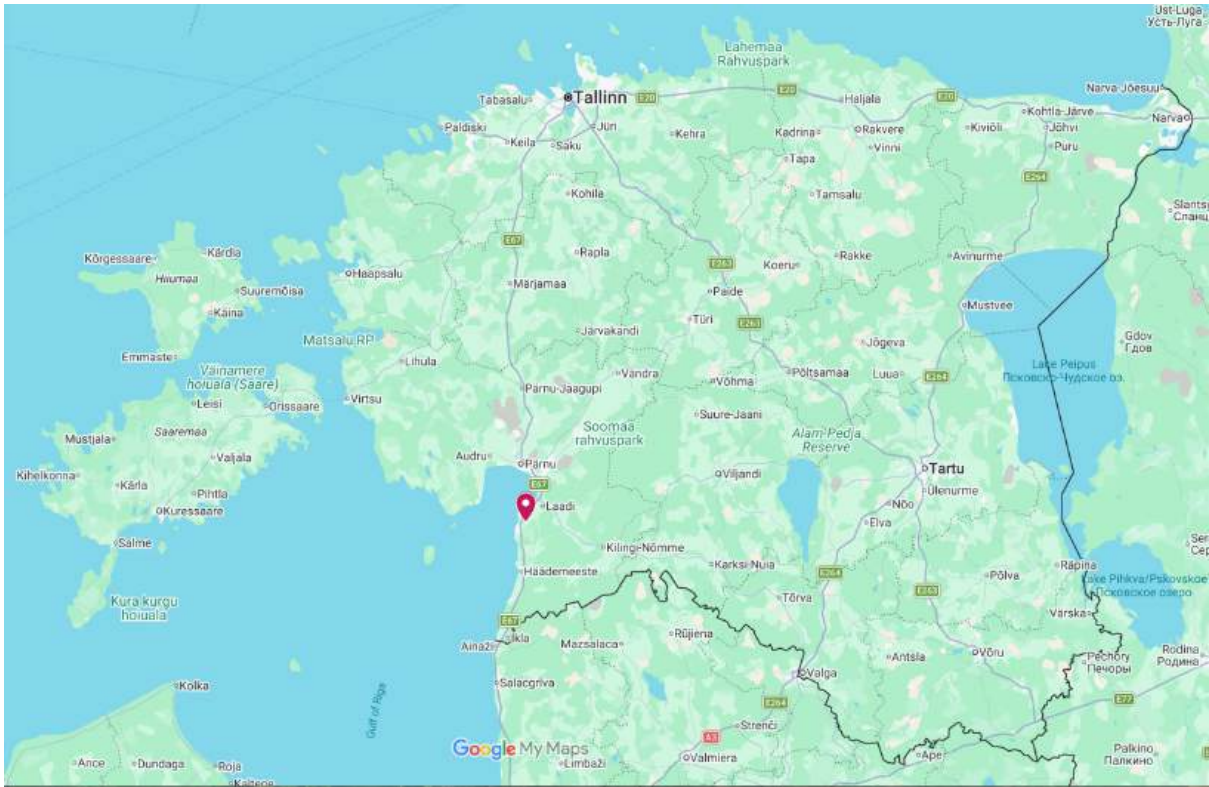 Ust-Luga
Усть-Луга
Lahemaa
Rahvuspark
Narva-Jõesuu
Tabasalu
Tallinn
E20
E20
Haljala
E20
Kohtla-Järve
Narva
Paldiski
Jüri
Kehra
Kadrina
Rakvere
Kiviõli
Jõhvi
Keila
Saku
Vinni
Puru
Tapa
E264
Kohila
Tamsalu
Slantsy
Сланц
E67
Rapla
Rakke
Avinurme
Kõrgessaare
Kärdla
Haapsalu
E263
Koeru
Hiiumaa
Märjamaa
Paide
Suuremõisa
Mustvee
Käina
Türi
E263
Järvakandi
Gdov
Гдов
Matsalu RP
Jõgeva
Emmaste
Lihula
Lake Peipus
Псковско-Чудское оз.
Väinamere
hoiuala (Saare)
Vändra
Põltsamaa
Luua
E264
Võhma
Pärnu-Jaagupi
Leisi
Orissaare
Virtsu
Suure-Jaani
Soomaa
rahvuspark
Mustjala
Saaremaa
Alam-Pedja
Reserve
Valjala
Audru
Pärnu
Kihelkonna
Viljandi
Tartu
Kärla
E67
Pihtla
Ülenurme
Kuressaare
Laadi
Nõo
Elva
Salme
Kilingi-Nõmme
Häädemeeste
Karksi-Nuia
E264
Põlva
Räpina
Lake Pihkva/Pskovskoe
Псковское озеро
Kura kurgu
hoiuala
Tõrva
E263
Värska
E67
Ikla
Rūjiena
Ainaži
Mazsalaca
Antsla
Võru
Pechory
Печоры
Rodina
Родина
Valga
Kolka
Salacgriva
E264
E77
Gulf of Riga
Strenči
A3
Google My Maps
Palkino
Палкино
Ance
Dundaga
Roja
Limbaži
Valmiera
Ape
Kaltene